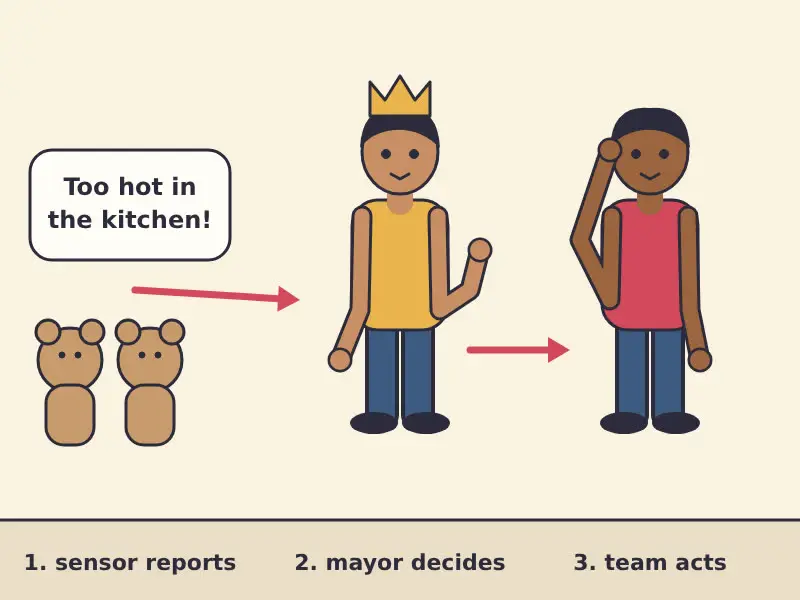 Too hot in
the kitchen!
1. sensor reports
2. mayor decides
3. team acts